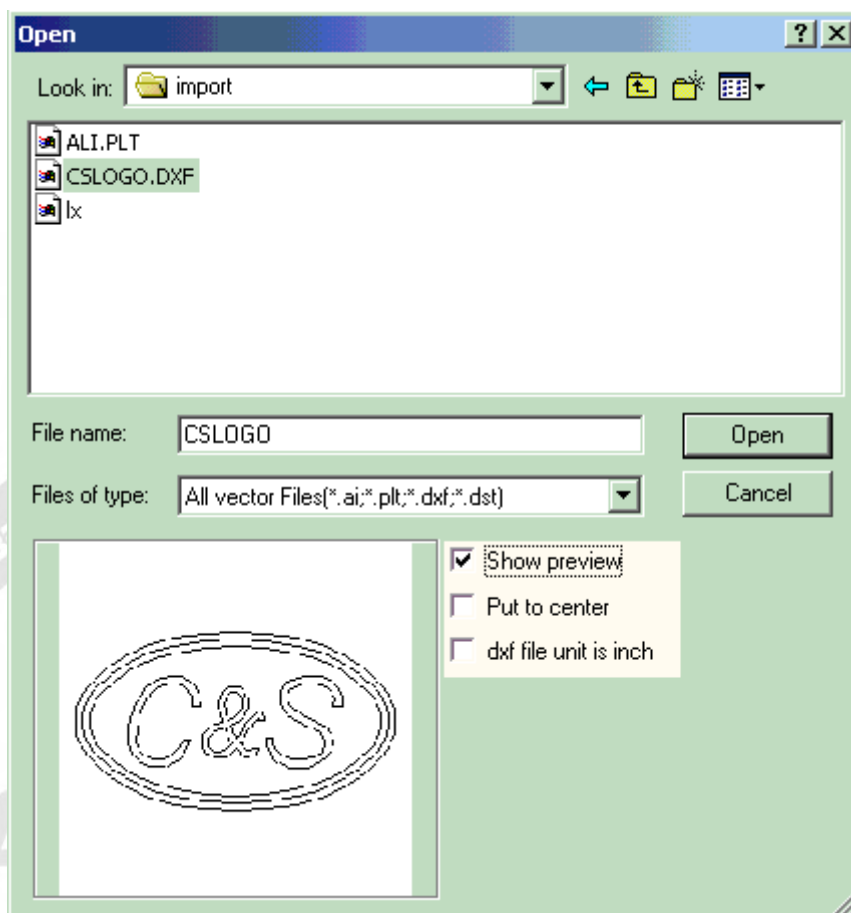 Open
Look in: import
ALI.PLT
CSLOGO.DXF
lx
File name: CSLOGO Open
Files of type: All vector Files(*.ai;*.plt;*.dxf;*.dst) Cancel
Show preview
Put to center
dxf file unit is inch
C&S